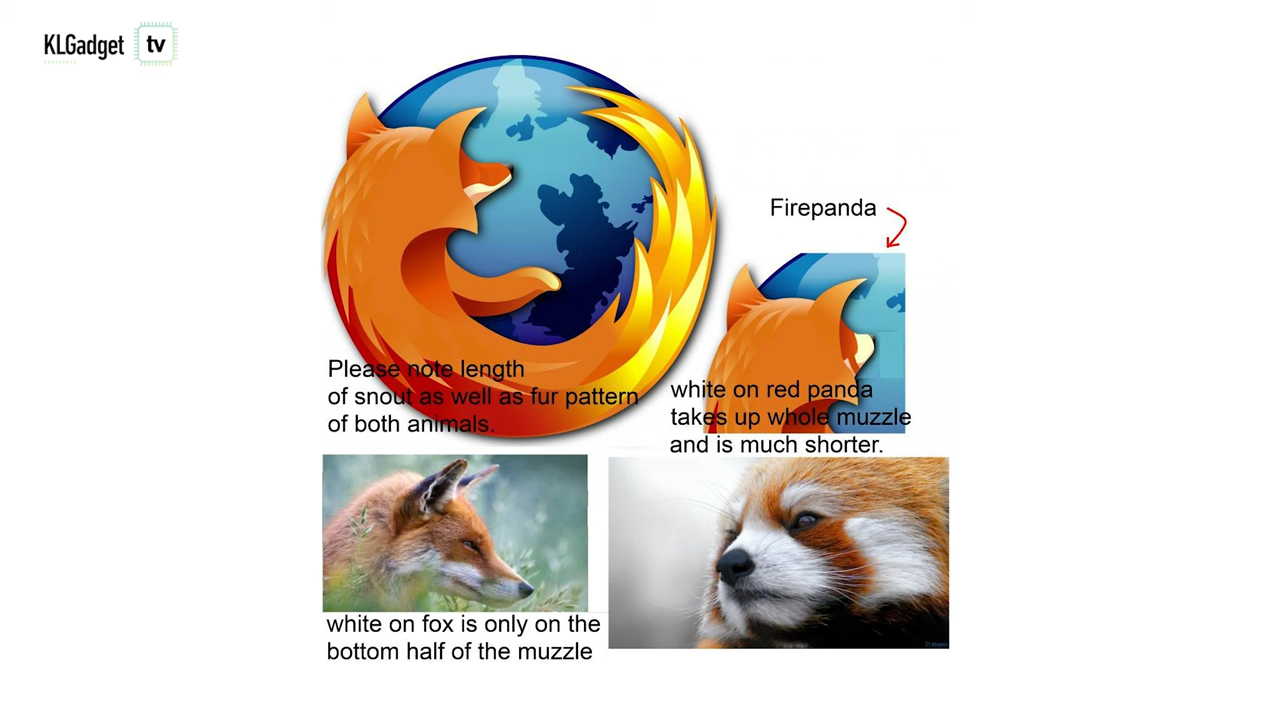 KLGadget tv
Firepanda
Please note length
of snout as well as fur pattern
of both animals.
white on red panda
takes up whole muzzle
and is much shorter.
white on fox is only on the
bottom half of the muzzle